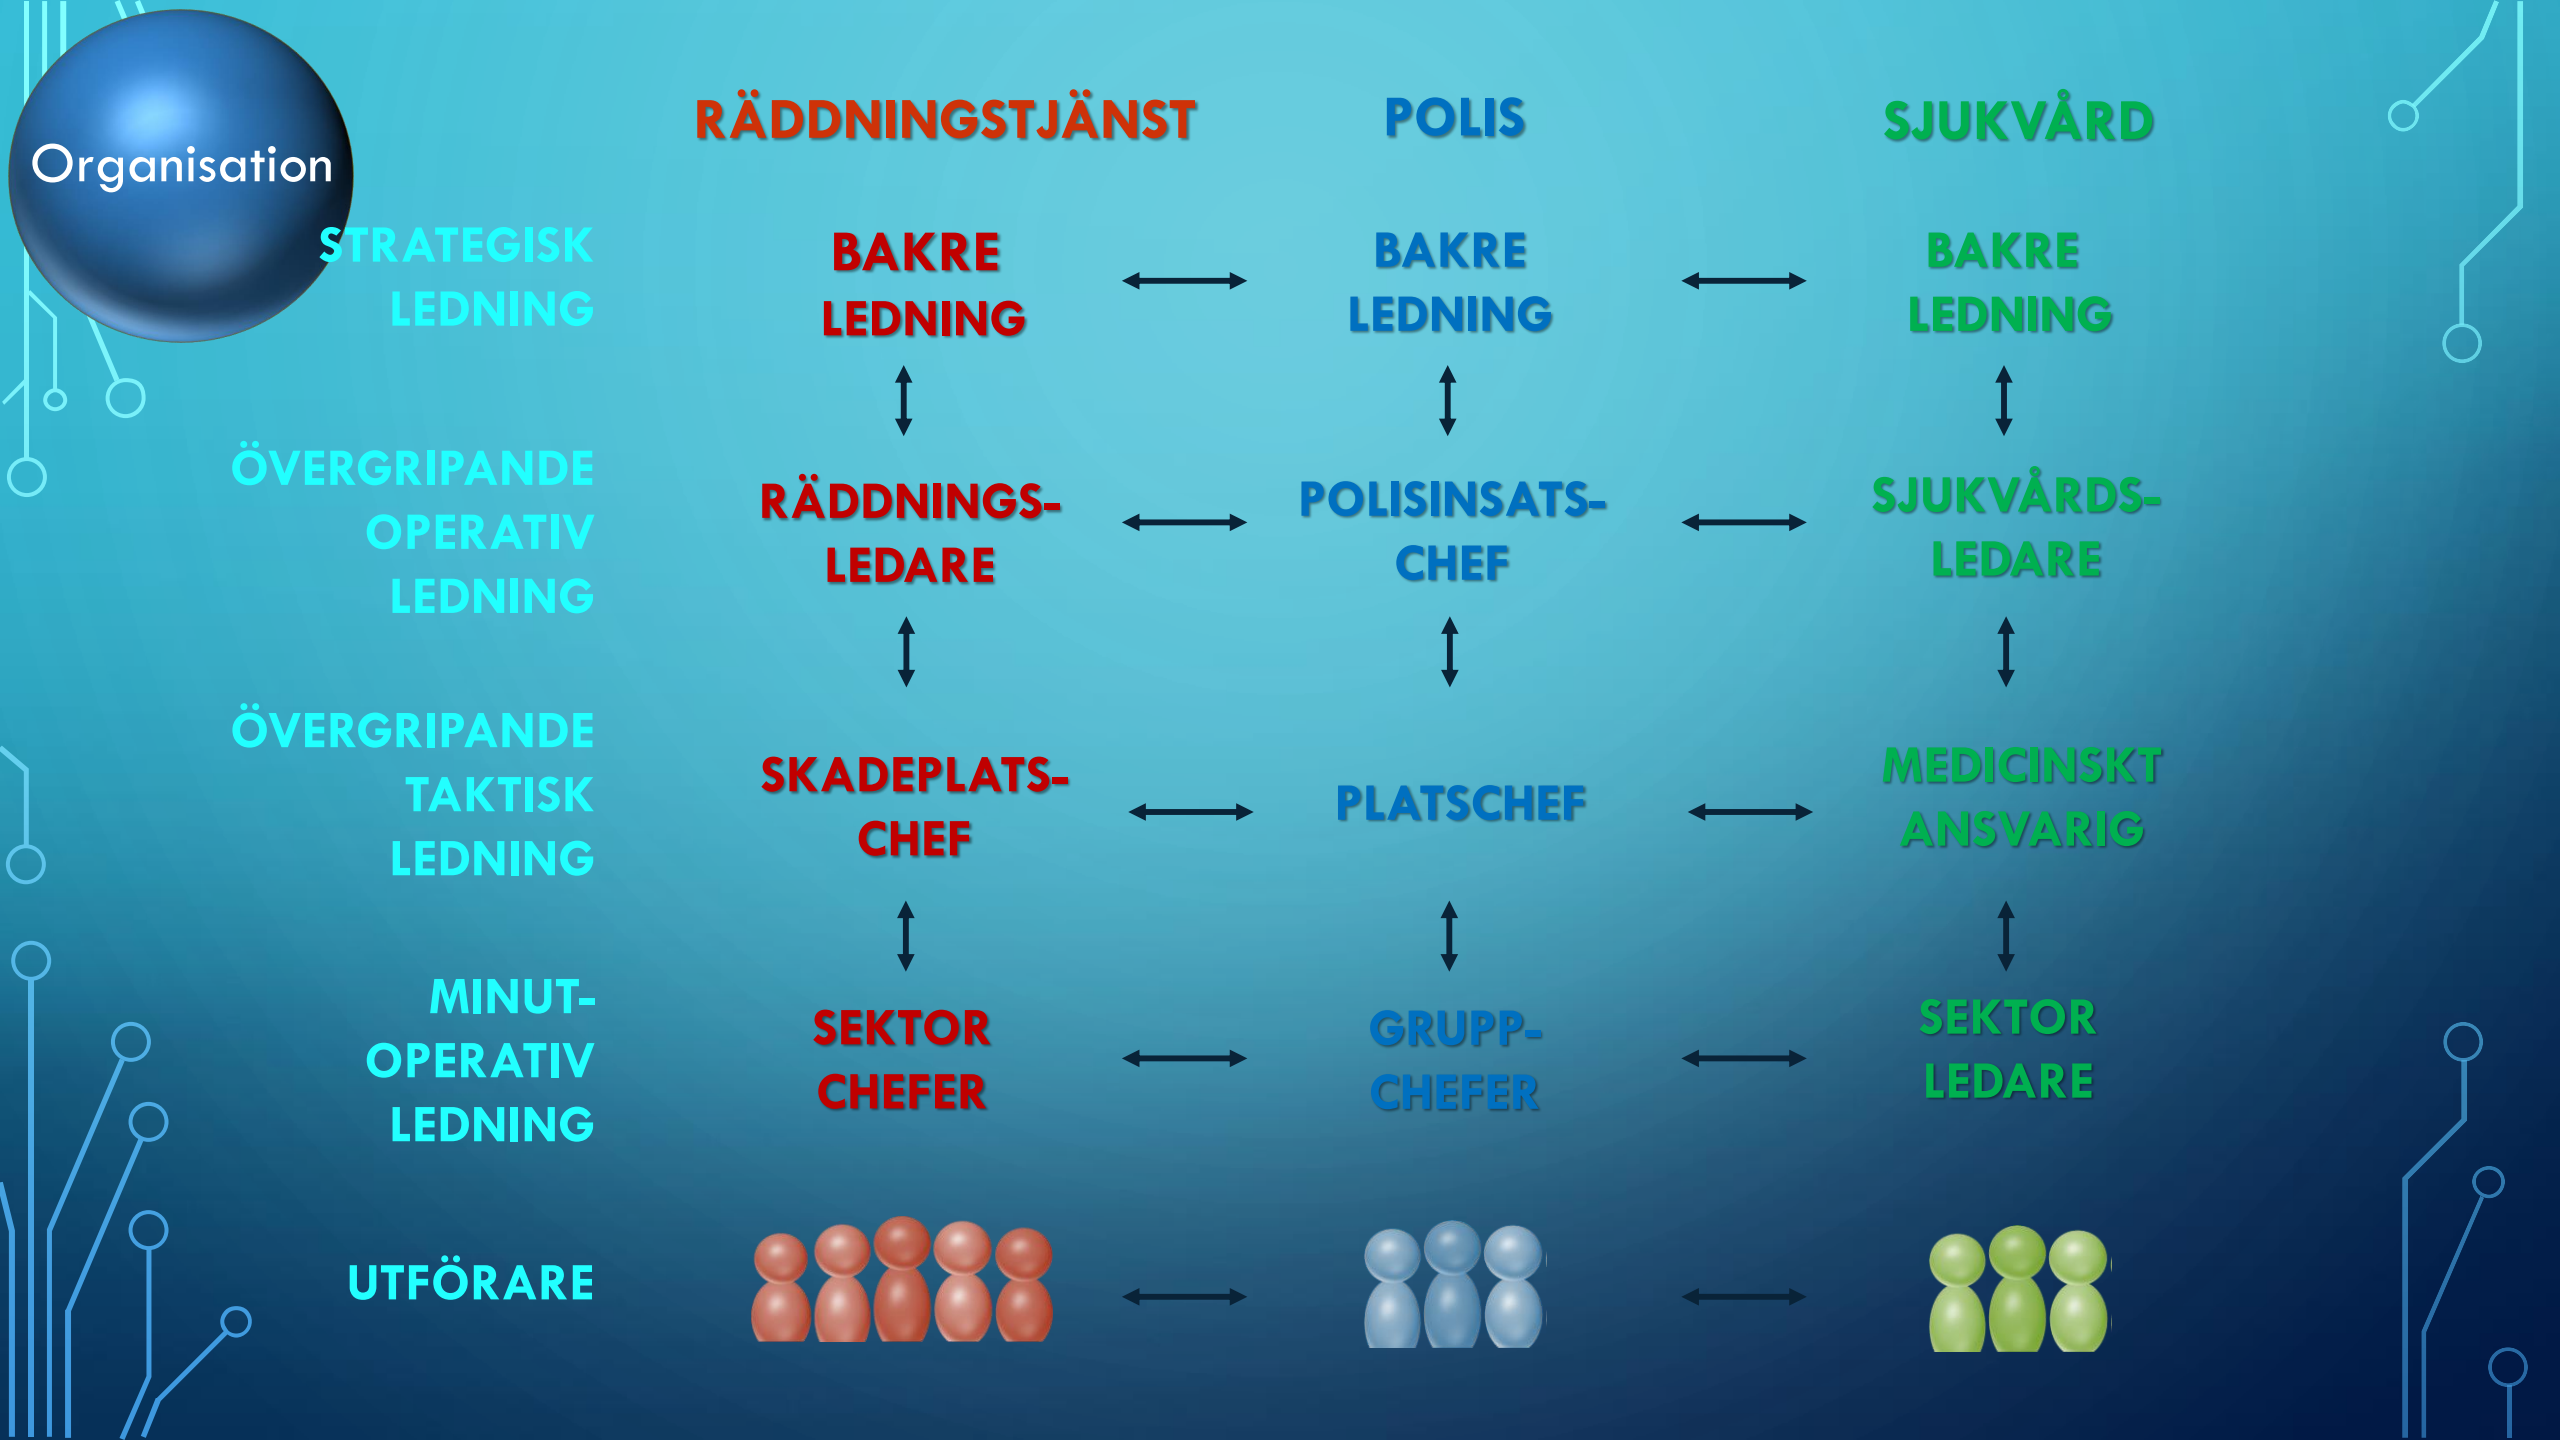 Organisation
RÄDDNINGSTJÄNST
POLIS
SJUKVÅRD
STRATEGISK
LEDNING
BAKRE
LEDNING
BAKRE
LEDNING
BAKRE
LEDNING
ÖVERGRIPANDE
OPERATIV
LEDNING
RÄDDNINGS-
LEDARE
POLISINSATS-
CHEF
SJUKVÅRDS-
LEDARE
ÖVERGRIPANDE
TAKTISK
LEDNING
SKADEPLATS-
CHEF
PLATSCHEF
MEDICINSKT
ANSVARIG
MINUT-
OPERATIV
LEDNING
SEKTOR
CHEFER
GRUPP-
CHEFER
SEKTOR
LEDARE
UTFÖRARE